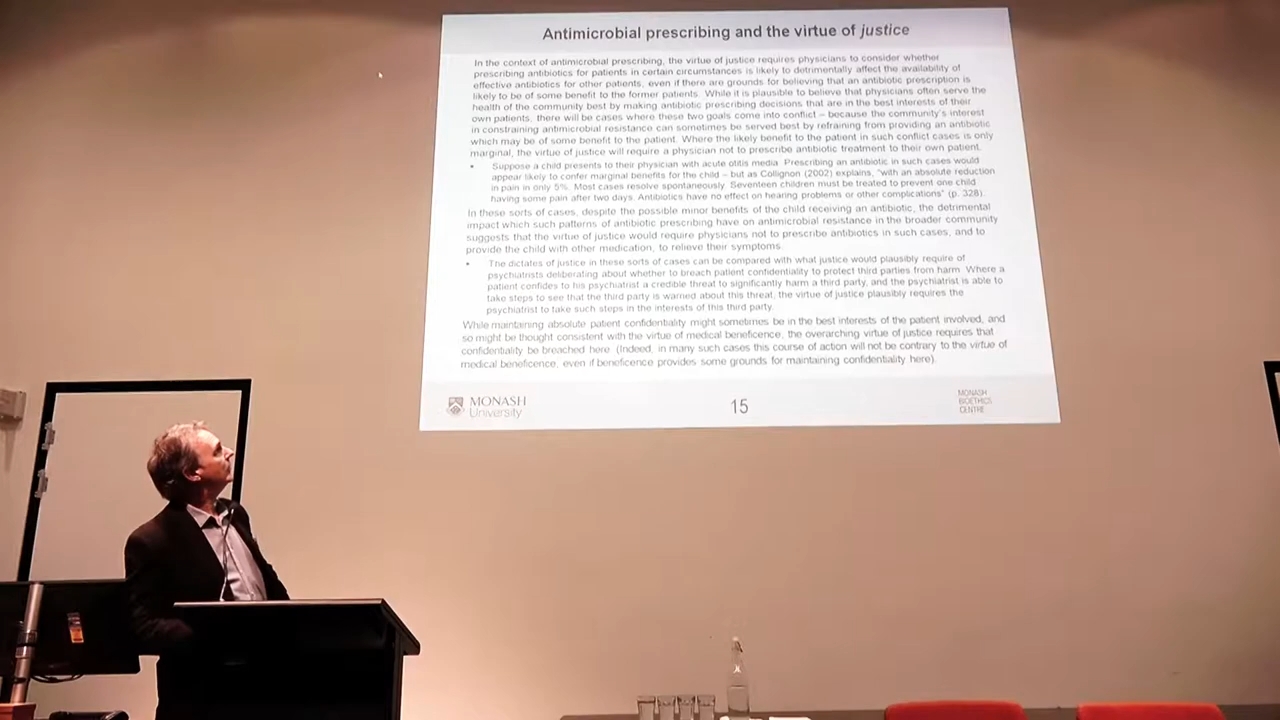 Antimicrobial prescribing and the virtue of justice
In the context of antimicrobial prescribing, the virtue of justice requires physicians to consider whether
prescribing antibiotics for patients in certain circumstances is likely to detrimentally affect the availability of
effective antibiotics for other patients, even if there are grounds for believing that an antibiotic prescription is
likely to be of some benefit to the former patients. While it is plausible to believe that physicians often serve the
health of the community best by making antibiotic prescribing decisions that are in the best interests of their
own patients, there will be cases where these two goals come into conflict – because the community's interest
in constraining antimicrobial resistance can sometimes be served best by refraining from providing an antibiotic
which may be of some benefit to the patient. Where the likely benefit to the patient in such conflict cases is only
marginal, the virtue of justice will require a physician not to prescribe antibiotic treatment to their own patient.
• Suppose a child presents to their physician with acute otitis media. Prescribing an antibiotic in such cases would
appear likely to confer marginal benefits for the child – but as Collignon (2002) explains, "with an absolute reduction
in pain in only 5%. Most cases resolve spontaneously. Seventeen children must be treated to prevent one child
having some pain after two days. Antibiotics have no effect on hearing problems or other complications" (p. 328).
In these sorts of cases, despite the possible minor benefits of the child receiving an antibiotic, the detrimental
impact which such patterns of antibiotic prescribing have on antimicrobial resistance in the broader community
suggests that the virtue of justice would require physicians not to prescribe antibiotics in such cases, and to
provide the child with other medication, to relieve their symptoms.
• The dictates of justice in these sorts of cases can be compared with what justice would plausibly require of
psychiatrists deliberating about whether to breach patient confidentiality to protect third parties from harm. Where a
patient confides to his psychiatrist a credible threat to significantly harm a third party, and the psychiatrist is able to
take steps to see that the third party is warned about this threat, the virtue of justice plausibly requires the
psychiatrist to take such steps in the interests of this third party.
While maintaining absolute patient confidentiality might sometimes be in the best interests of the patient involved, and
so might be thought consistent with the virtue of medical beneficence, the overarching virtue of justice requires that
confidentiality be breached here. (Indeed, in many such cases this course of action will not be contrary to the virtue of
medical beneficence, even if beneficence provides some grounds for maintaining confidentiality here).
MONASH
University
15
MONASH
BIOETHICS
CENTRE